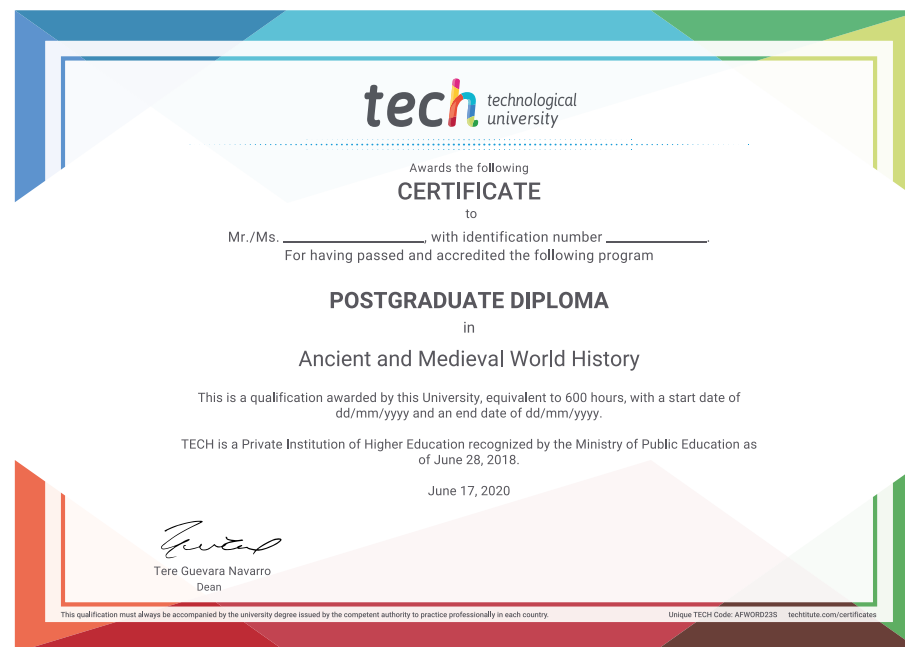 tech technological
university
Awards the following
CERTIFICATE
to
Mr./Ms. ________________, with identification number ____________.
For having passed and accredited the following program
POSTGRADUATE DIPLOMA
in
Ancient and Medieval World History
This is a qualification awarded by this University, equivalent to 600 hours, with a start date of
dd/mm/yyyy and an end date of dd/mm/yyyy.
TECH is a Private Institution of Higher Education recognized by the Ministry of Public Education as
of June 28, 2018.
June 17, 2020
Tere Guevara Navarro
Dean
This qualification must always be accompanied by the university degree issued by the competent authority to practice professionally in each country.
Unique TECH Code: AFWORD23S techtitute.com/certificates